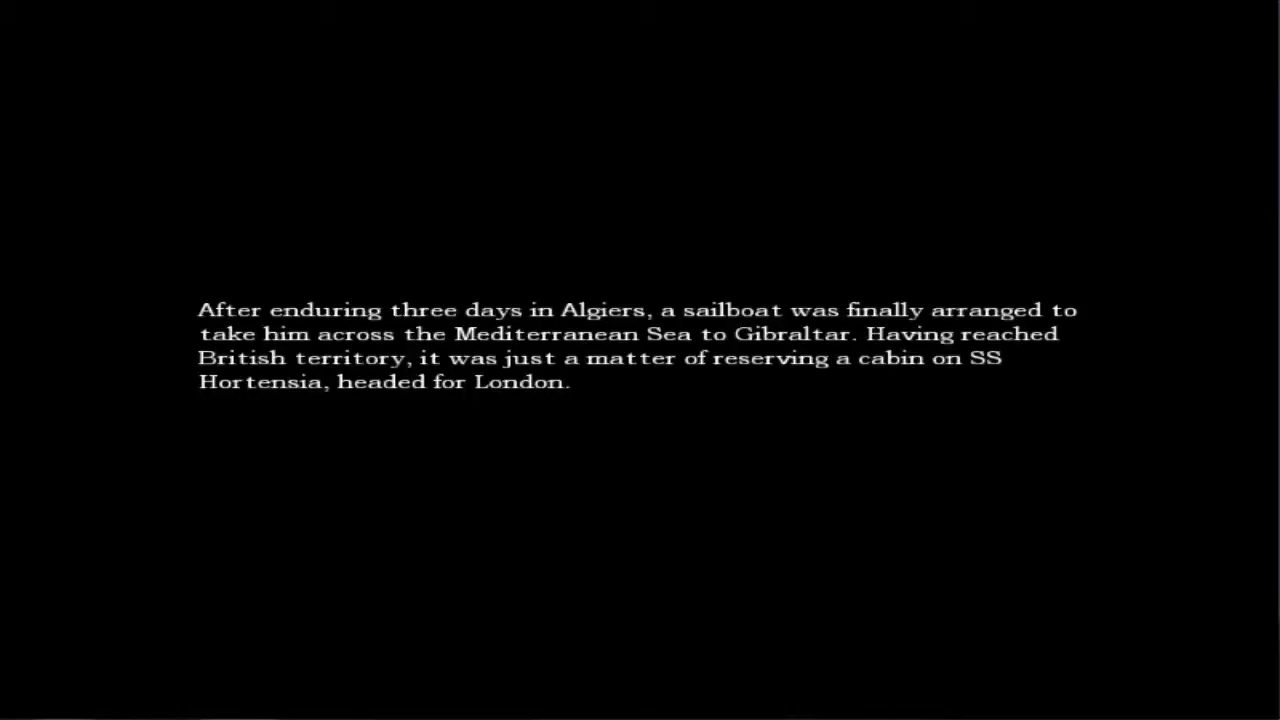 After enduring three days in Algiers, a sailboat was finally arranged to
take him across the Mediterranean Sea to Gibraltar. Having reached
British territory, it was just a matter of reserving a cabin on SS
Hortensia, headed for London.